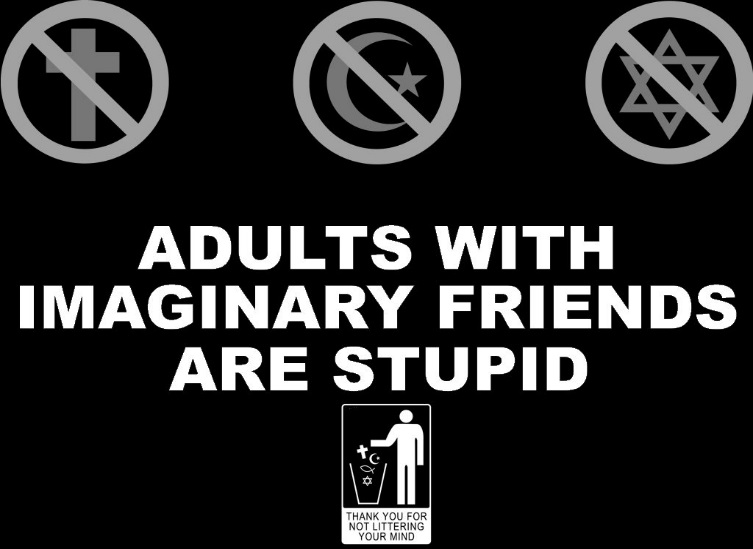 ADULTS WITH
IMAGINARY FRIENDS
ARE STUPID
THANK YOU FOR
NOT LITTERING
YOUR MIND